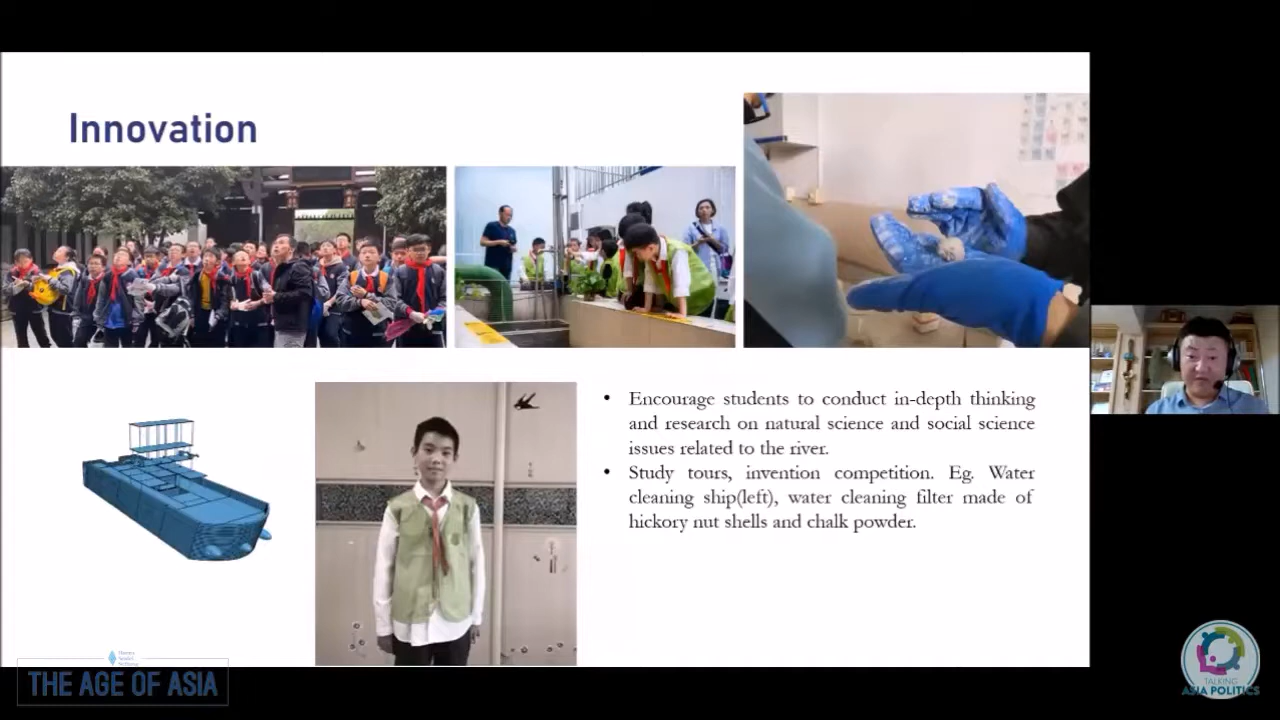 Innovation
• Encourage students to conduct in-depth thinking
and research on natural science and social science
issues related to the river.
• Study tours, invention competition. Eg. Water
cleaning ship(left), water cleaning filter made of
hickory nut shells and chalk powder.
THE AGE OF ASIA
TALKING
ASIA POLITICS